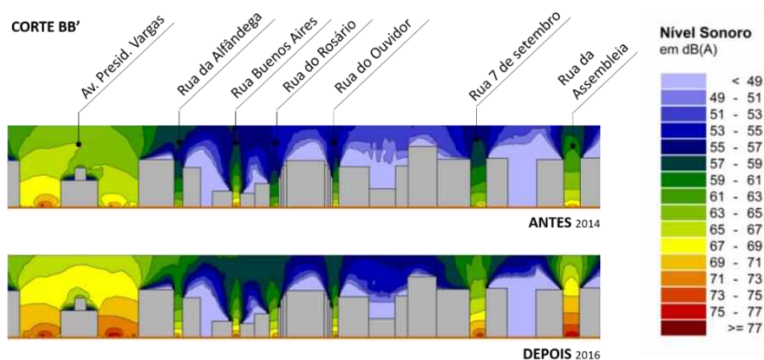 CORTE BB’
Av. Presid. Vargas
Rua da Alfândega
Rua Buenos Aires
Rua do Rosário
Rua do Ouvidor
Rua 7 de setembro
Rua da
Assembleia
ANTES 2014
DEPOIS 2016
Nível Sonoro
em dB(A)
< 49
49 - 51
51 - 53
53 - 55
55 - 57
57 - 59
59 - 61
61 - 63
63 - 65
65 - 67
67 - 69
69 - 71
71 - 73
73 - 75
75 - 77
>= 77